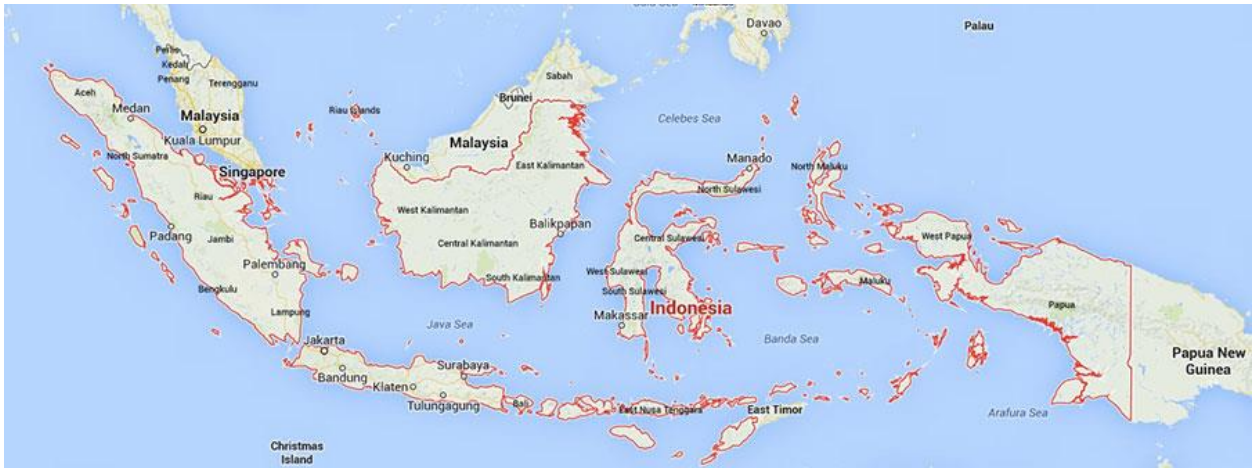 Davao
Palau
Perlis
Kedah
Penang
Terengganu
Aceh
Medan
Malaysia
Kuala Lumpur
Riau Islands
Sabah
Brunei
Celebes Sea
Malaysia
Kuching
East Kalimantan
Manado
North Maluku
North Sumatra
Singapore
North Sulawesi
Riau
West Kalimantan
Balikpapan
Padang
Jambi
Central Kalimantan
Central Sulawesi
West Papua
Palembang
South Kalimantan
West Sulawesi
Maluku
Bengkulu
South Sulawesi
Indonesia
Papua
Lampung
Makassar
Java Sea
Banda Sea
Jakarta
Papua New
Guinea
Bandung
Surabaya
Klaten
Tulungagung
Bali
East Nusa Tenggara
East Timor
Arafura Sea
Christmas
Island